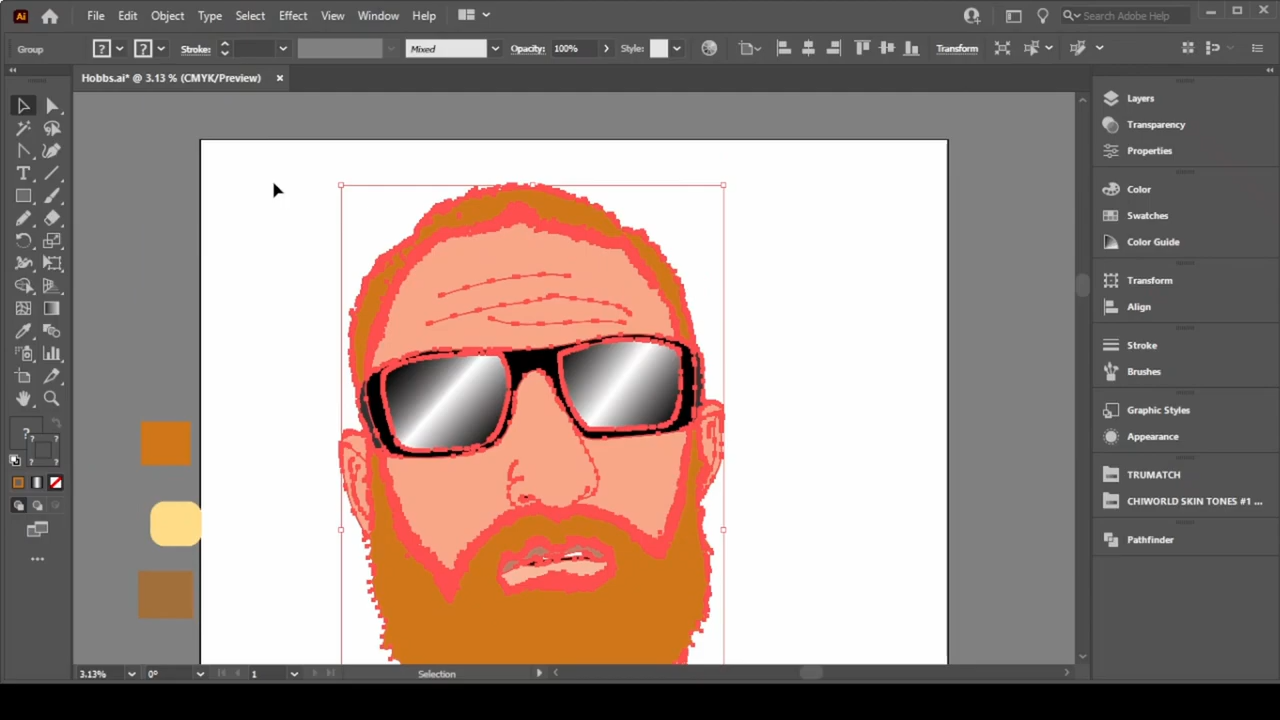 Ai File Edit Object Type Select Effect View Window Help Search Adobe Help
Group ? ? Stroke: Mixed Opacity: 100% Style: Transform
Hobbs.ai* @ 3.13 % (CMYK/Preview) ×
Layers
Transparency
Properties
Color
Swatches
Color Guide
Transform
Align
Stroke
Brushes
Graphic Styles
Appearance
TRUMATCH
CHIWORLD SKIN TONES #1 ...
Pathfinder
? ?
? ?
?
3.13% 0° 1 Selection